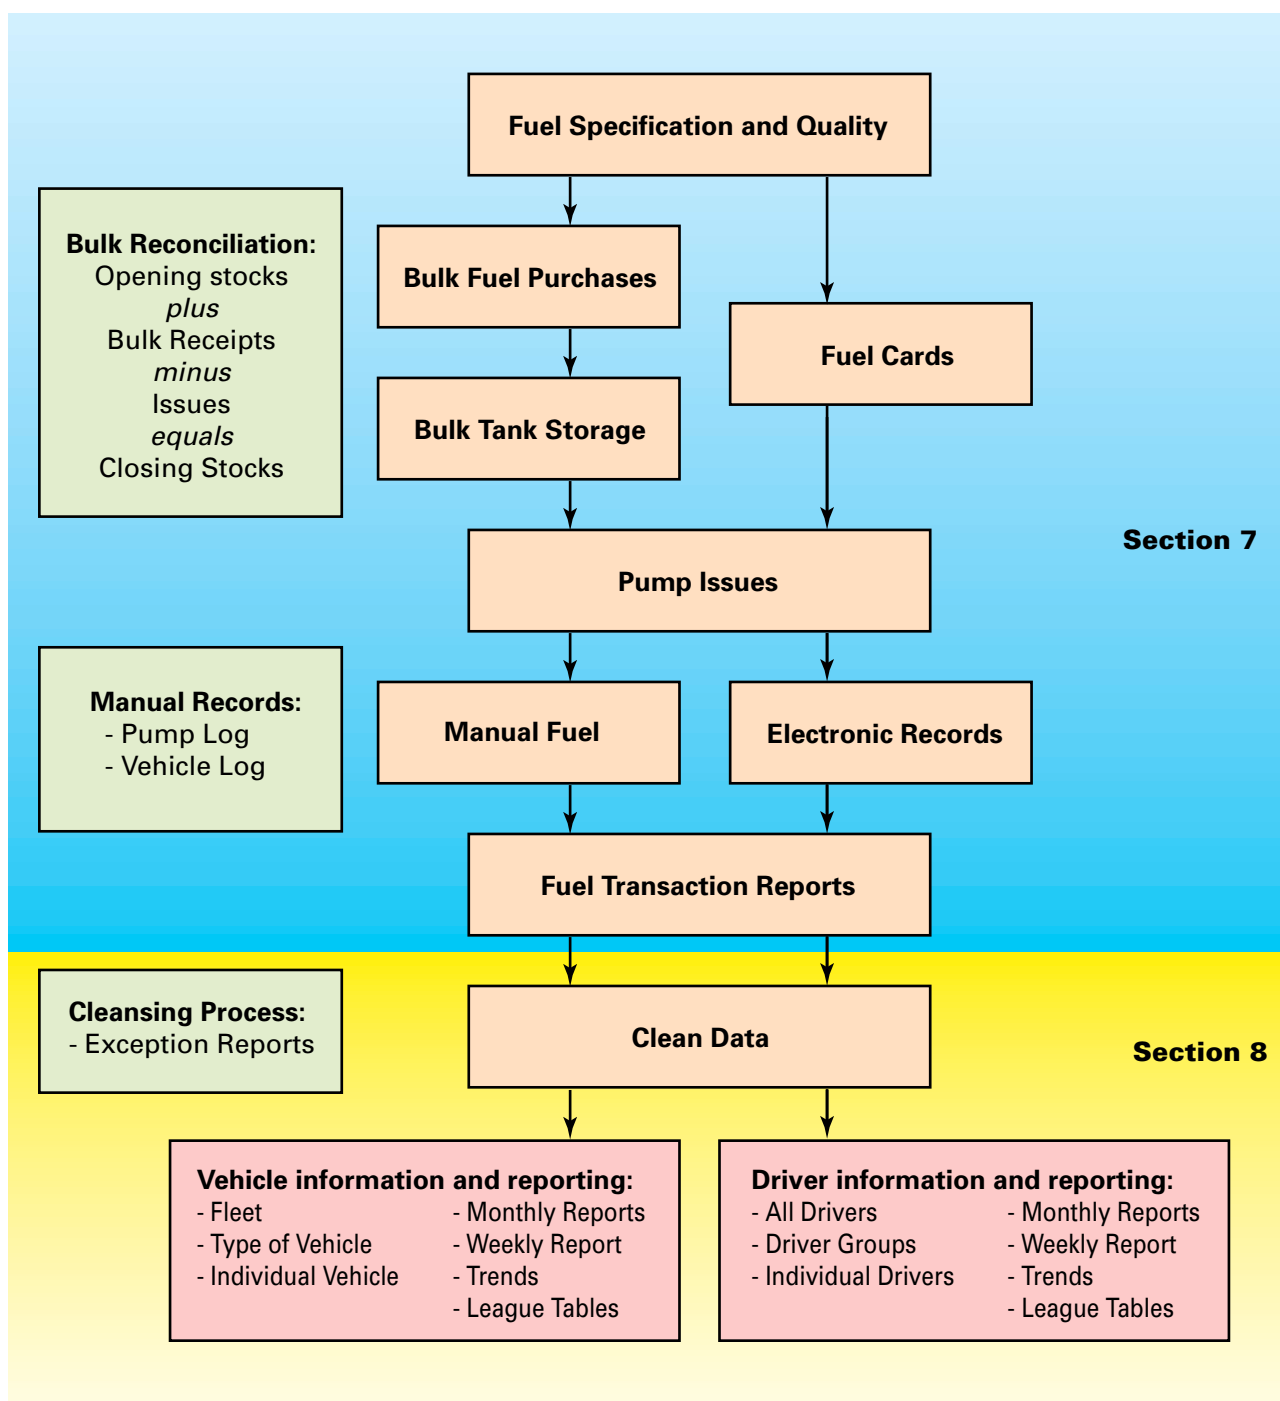 Fuel Specification and Quality
Bulk Reconciliation:
Opening stocks
plus
Bulk Receipts
minus
Issues
equals
Closing Stocks
Bulk Fuel Purchases
Fuel Cards
Bulk Tank Storage
Section 7
Pump Issues
Manual Records:
- Pump Log
- Vehicle Log
Manual Fuel
Electronic Records
Fuel Transaction Reports
Cleansing Process:
- Exception Reports
Clean Data
Section 8
Vehicle information and reporting:
- Fleet
- Type of Vehicle
- Individual Vehicle
- Monthly Reports
- Weekly Report
- Trends
- League Tables
Driver information and reporting:
- All Drivers
- Driver Groups
- Individual Drivers
- Monthly Reports
- Weekly Report
- Trends
- League Tables